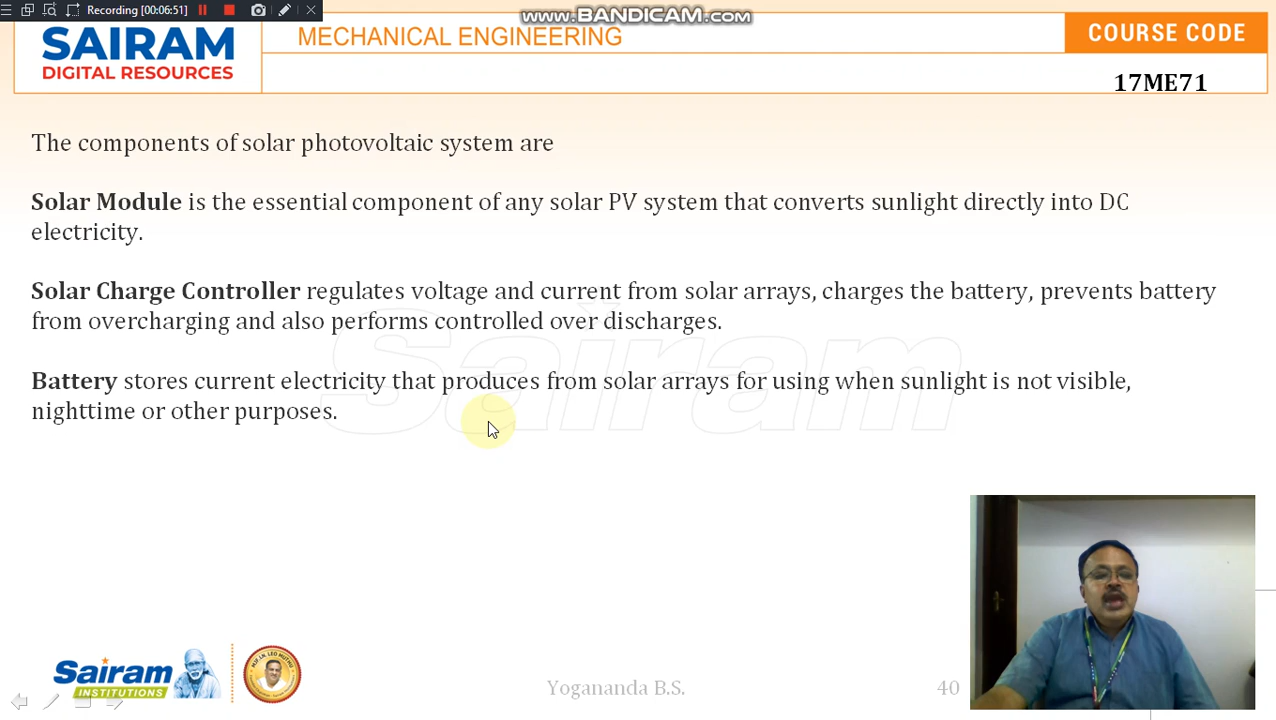 Recording [00:06:51]
www.BANDICAM.com
SAIRAM
DIGITAL RESOURCES
MECHANICAL ENGINEERING
COURSE CODE
17ME71
The components of solar photovoltaic system are
Solar Module is the essential component of any solar PV system that converts sunlight directly into DC
electricity.
Solar Charge Controller regulates voltage and current from solar arrays, charges the battery, prevents battery
from overcharging and also performs controlled over discharges.
Battery stores current electricity that produces from solar arrays for using when sunlight is not visible,
nighttime or other purposes.
Sairam
Sairam
INSTITUTIONS
Yogananda B.S.
40